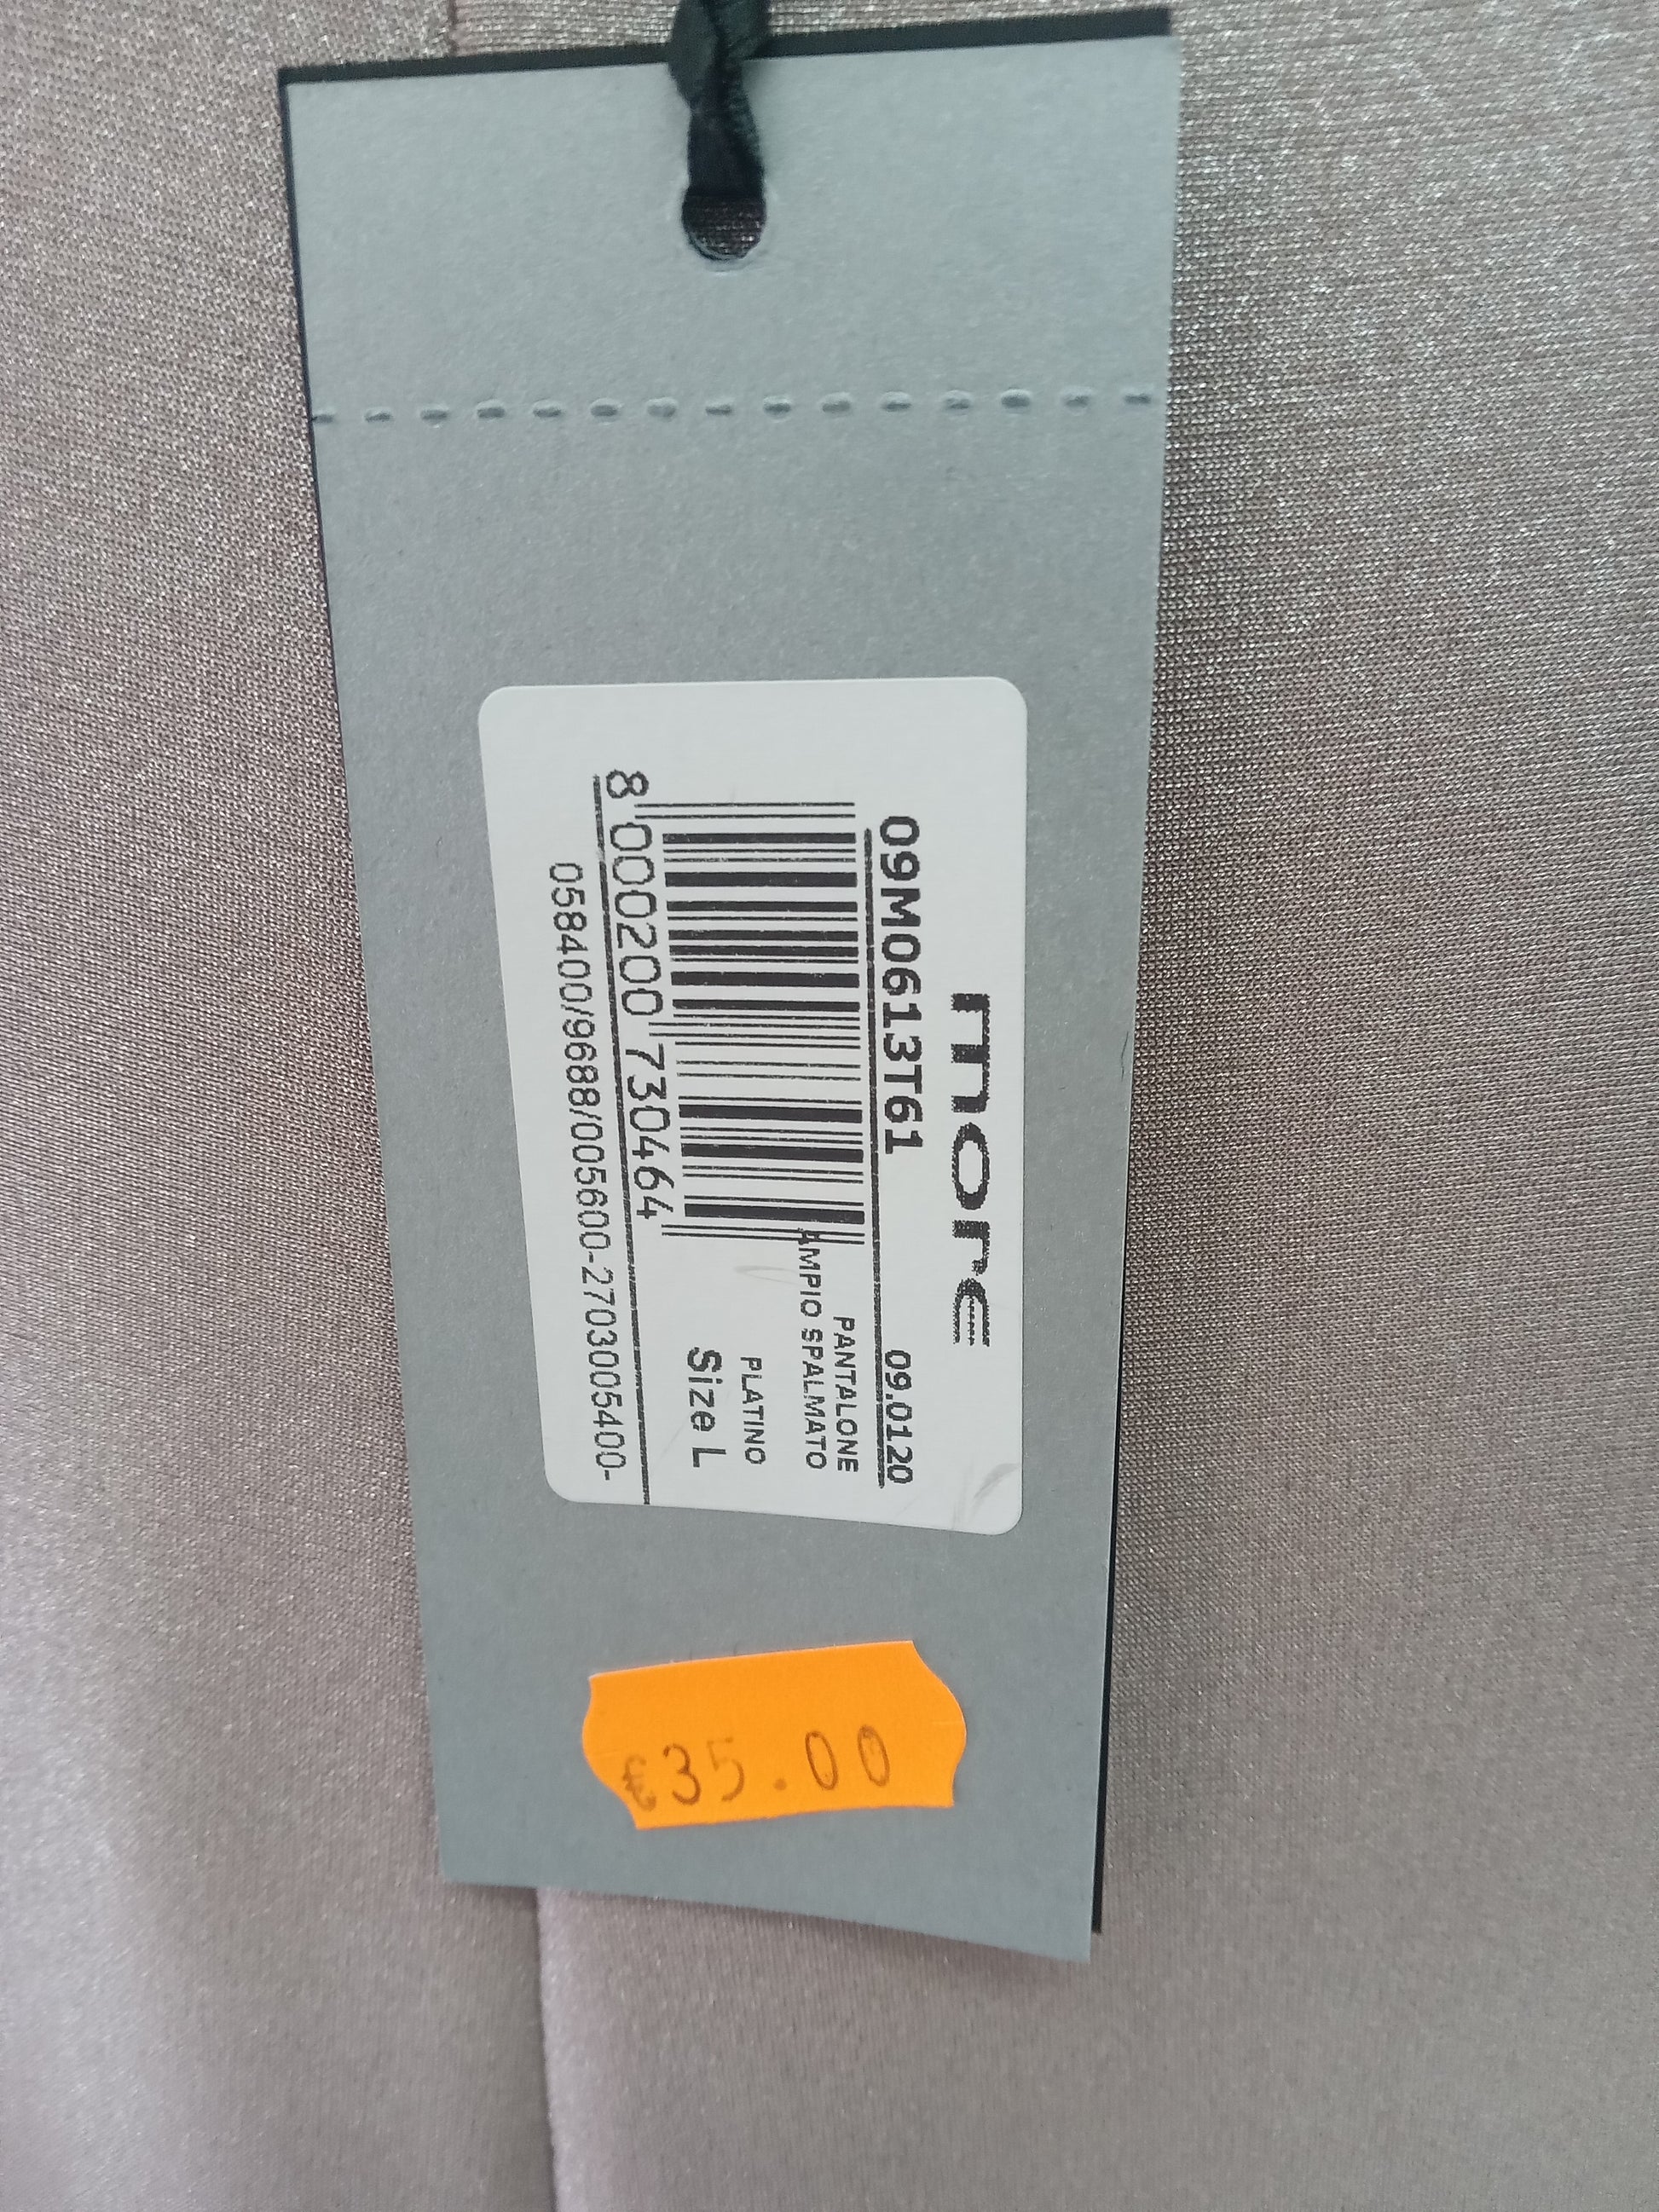 more
09M0613T61 09.0120
PANTALONE
AMPIO SPALMATO
PLATINO
Size L
8 000200 730464
058400/9688/005600-2703005400-
€35.00